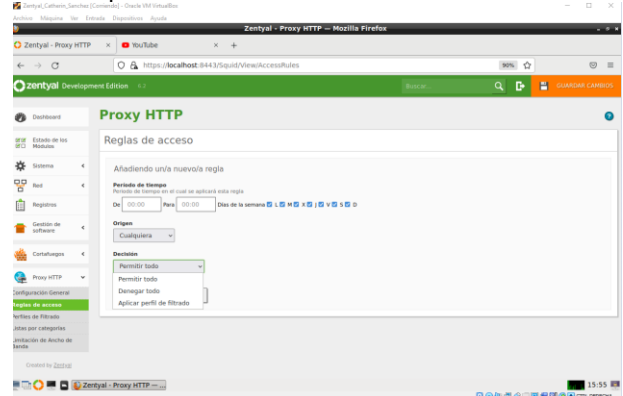 Zentyal_Catherin_Sanchez [Corriendo] - Oracle VM VirtualBox
Archivo Máquina Ver Entrada Dispositivos Ayuda
Zentyal - Proxy HTTP — Mozilla Firefox
Zentyal - Proxy HTTP × YouTube × +
https://localhost:8443/Squid/View/AccessRules 90%
zentyal Development Edition 6.2 Buscar... GUARDAR CAMBIOS
Dashboard
Estado de los Módulos
Sistema
Red
Registros
Gestión de software
Cortafuegos
Proxy HTTP
Configuración General
Reglas de acceso
Perfiles de Filtrado
Listas por categorías
Limitación de Ancho de Banda
Created by Zentyal
Proxy HTTP
Reglas de acceso
Añadiendo un/a nuevo/a regla
Periodo de tiempo
Periodo de tiempo en el cual se aplicará esta regla
De 00:00 Para 00:00 Días de la semana L M X J V S D
Origen
Cualquiera
Decisión
Permitir todo
Permitir todo
Denegar todo
Aplicar perfil de filtrado
Zentyal - Proxy HTTP — ... 15:55